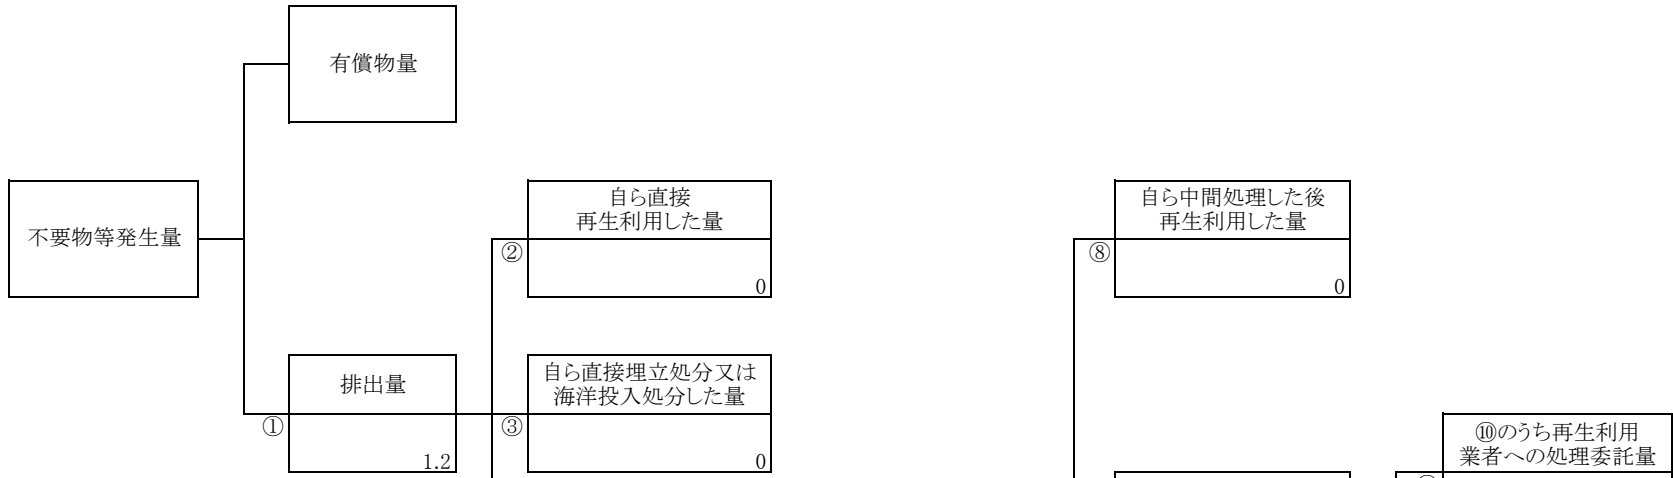 有償物量
不要物等発生量
自ら直接
再生利用した量
②
0
自ら中間処理した後
再生利用した量
⑧
0
排出量
①
1.2
自ら直接埋立処分又は
海洋投入処分した量
③
0
⑩のうち再生利用
業者への処理委託量